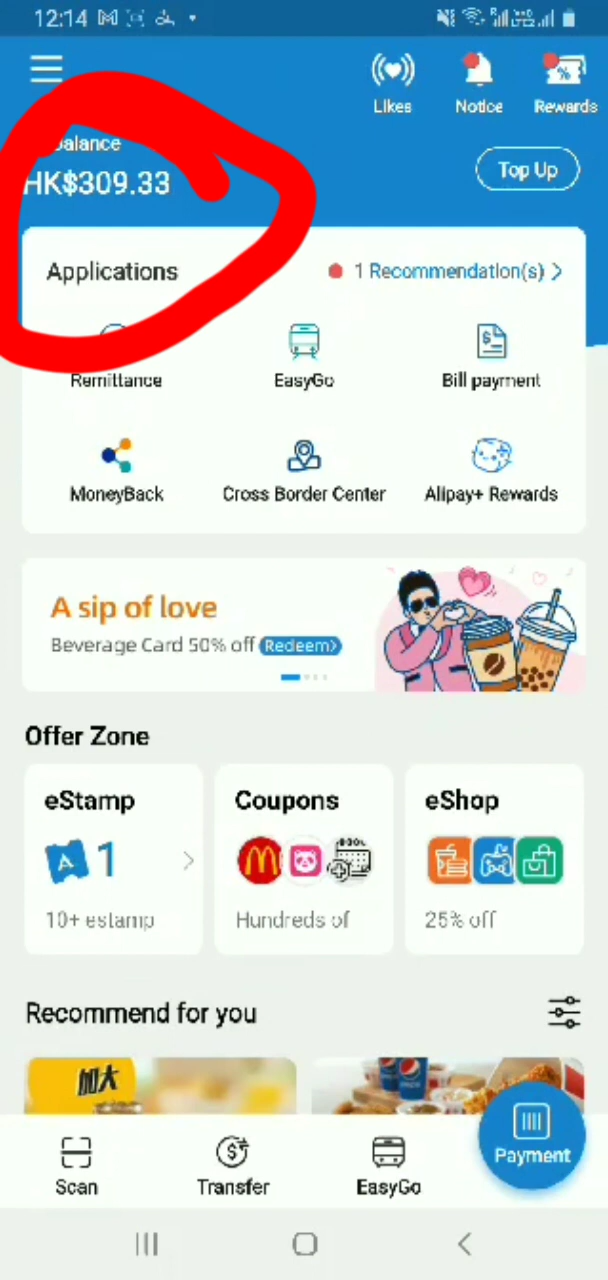 12:14
Likes
Notice
Rewards
balance
HK$309.33
Top Up
Applications
1 Recommendation(s)
Remittance
EasyGo
Bill payment
MoneyBack
Cross Border Center
Alipay+ Rewards
A sip of love
Beverage Card 50% off Redeem
Offer Zone
eStamp
Coupons
eShop
A 1
10+ estamp
Hundreds of
25% off
Recommend for you
加大
Payment
Scan
Transfer
EasyGo